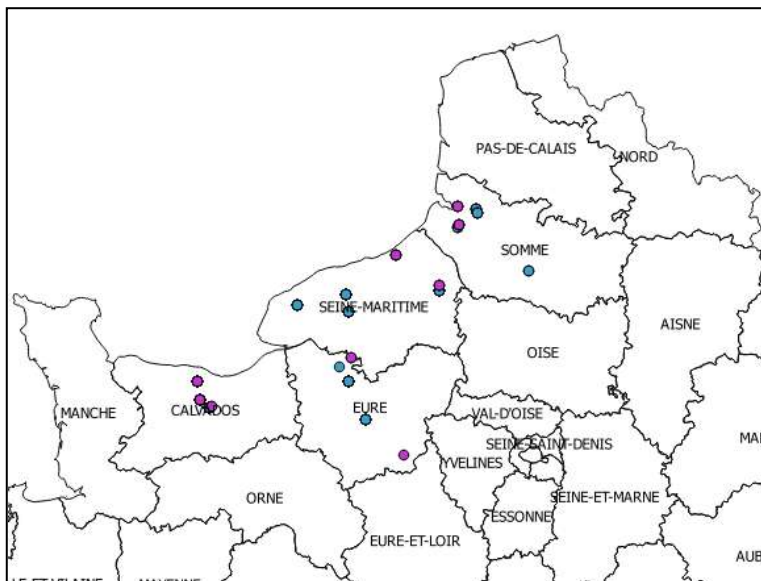 PAS-DE-CALAIS
NORD
SOMME
SEINE-MARITIME
AISNE
OISE
MANCHE
CALVADOS
EURE
VAL-D'OISE
SEINE-SAINT-DENIS
YVELINES
ORNE
SEINE-ET-MARNE
ESSONNE
EURE-ET-LOIR
MAYENNE